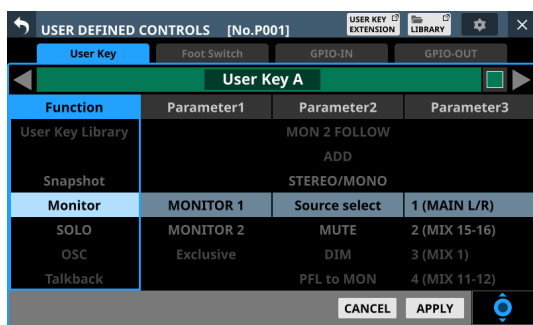 USER DEFINED CONTROLS [No.P001]
USER KEY EXTENSION
LIBRARY
User Key Foot Switch GPIO-IN GPIO-OUT
User Key A
Function Parameter1 Parameter2 Parameter3
User Key Library MON 2 FOLLOW
ADD
Snapshot STEREO/MONO
Monitor MONITOR 1 Source select 1 (MAIN L/R)
SOLO MONITOR 2 MUTE 2 (MIX 15-16)
OSC Exclusive DIM 3 (MIX 1)
Talkback PFL to MON 4 (MIX 11-12)
CANCEL APPLY